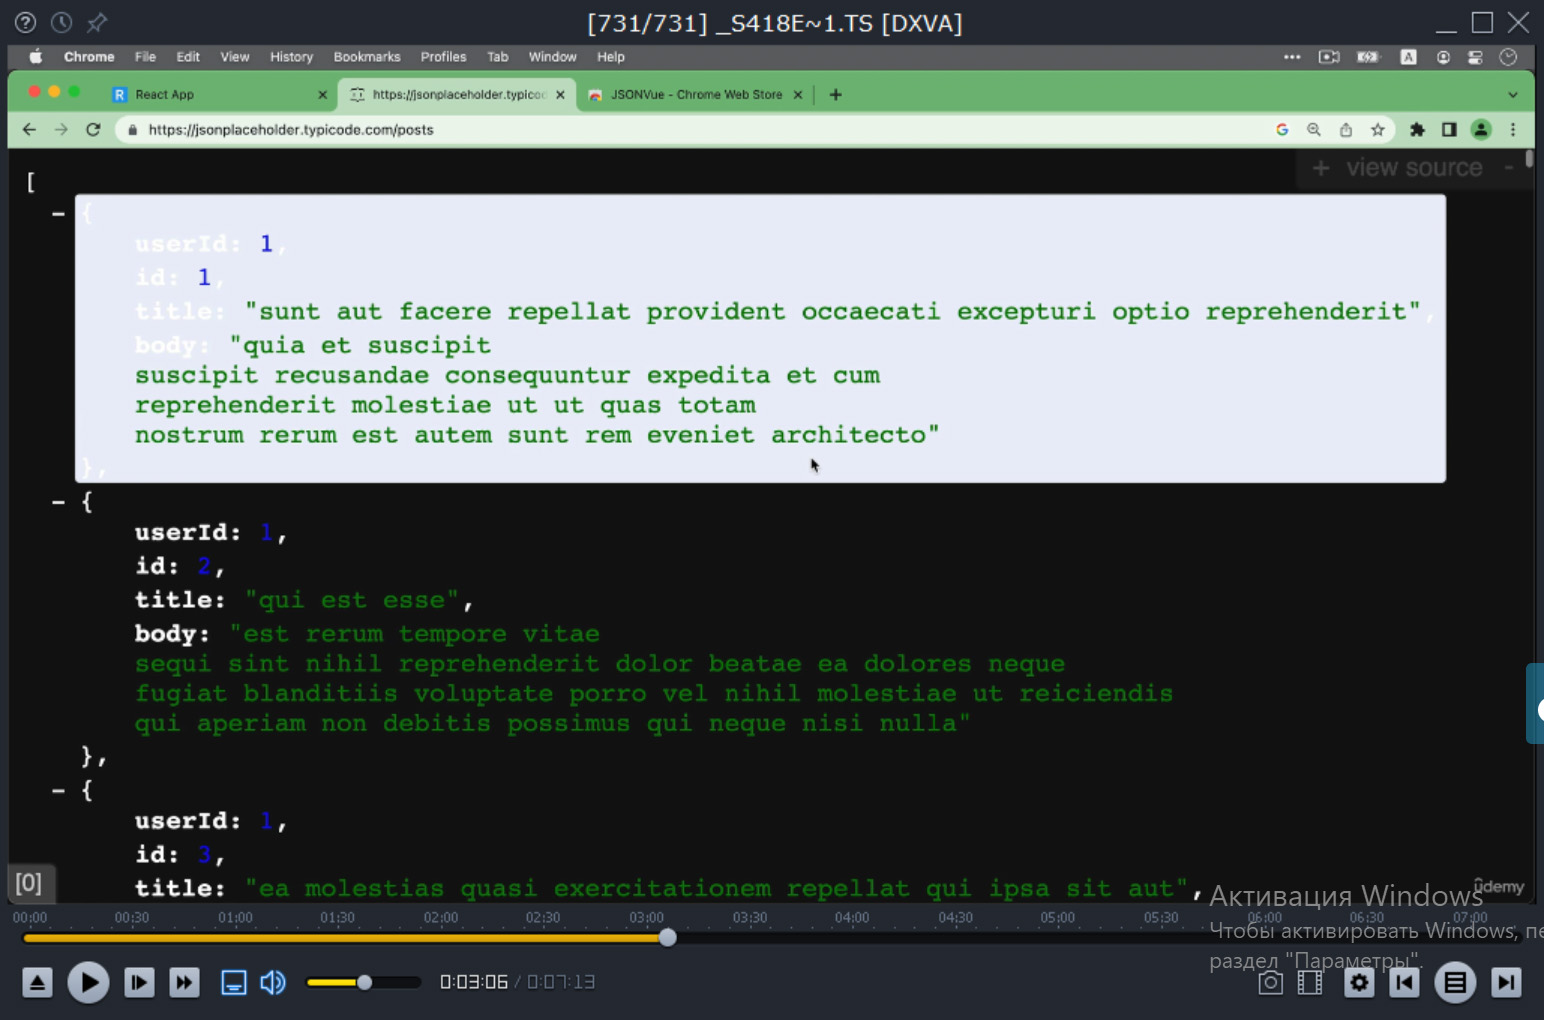 [731/731] _S418E~1.TS [DXVA]
Chrome File Edit View History Bookmarks Profiles Tab Window Help
A
R React App
https://jsonplaceholder.typicod
JSONVue - Chrome Web Store
https://jsonplaceholder.typicode.com/posts
G
+ view source -
[
- {
userId: 1,
id: 1,
title: "sunt aut facere repellat provident occaecati excepturi optio reprehenderit",
body: "quia et suscipit
suscipit recusandae consequuntur expedita et cum
reprehenderit molestiae ut ut quas totam
nostrum rerum est autem sunt rem eveniet architecto"
},
- {
userId: 1,
id: 2,
title: "qui est esse",
body: "est rerum tempore vitae
sequi sint nihil reprehenderit dolor beatae ea dolores neque
fugiat blanditiis voluptate porro vel nihil molestiae ut reiciendis
qui aperiam non debitis possimus qui neque nisi nulla"
},
- {
userId: 1,
id: 3,
title: "ea molestias quasi exercitationem repellat qui ipsa sit aut",
[0]
ûdemy
Активация Windows
Чтобы активировать Windows, пе
раздел "Параметры".
00:00 00:30 01:00 01:30 02:00 02:30 03:00 03:30 04:00 04:30 05:00 05:30 06:00 06:30 07:00
0:03:06 / 0:07:13